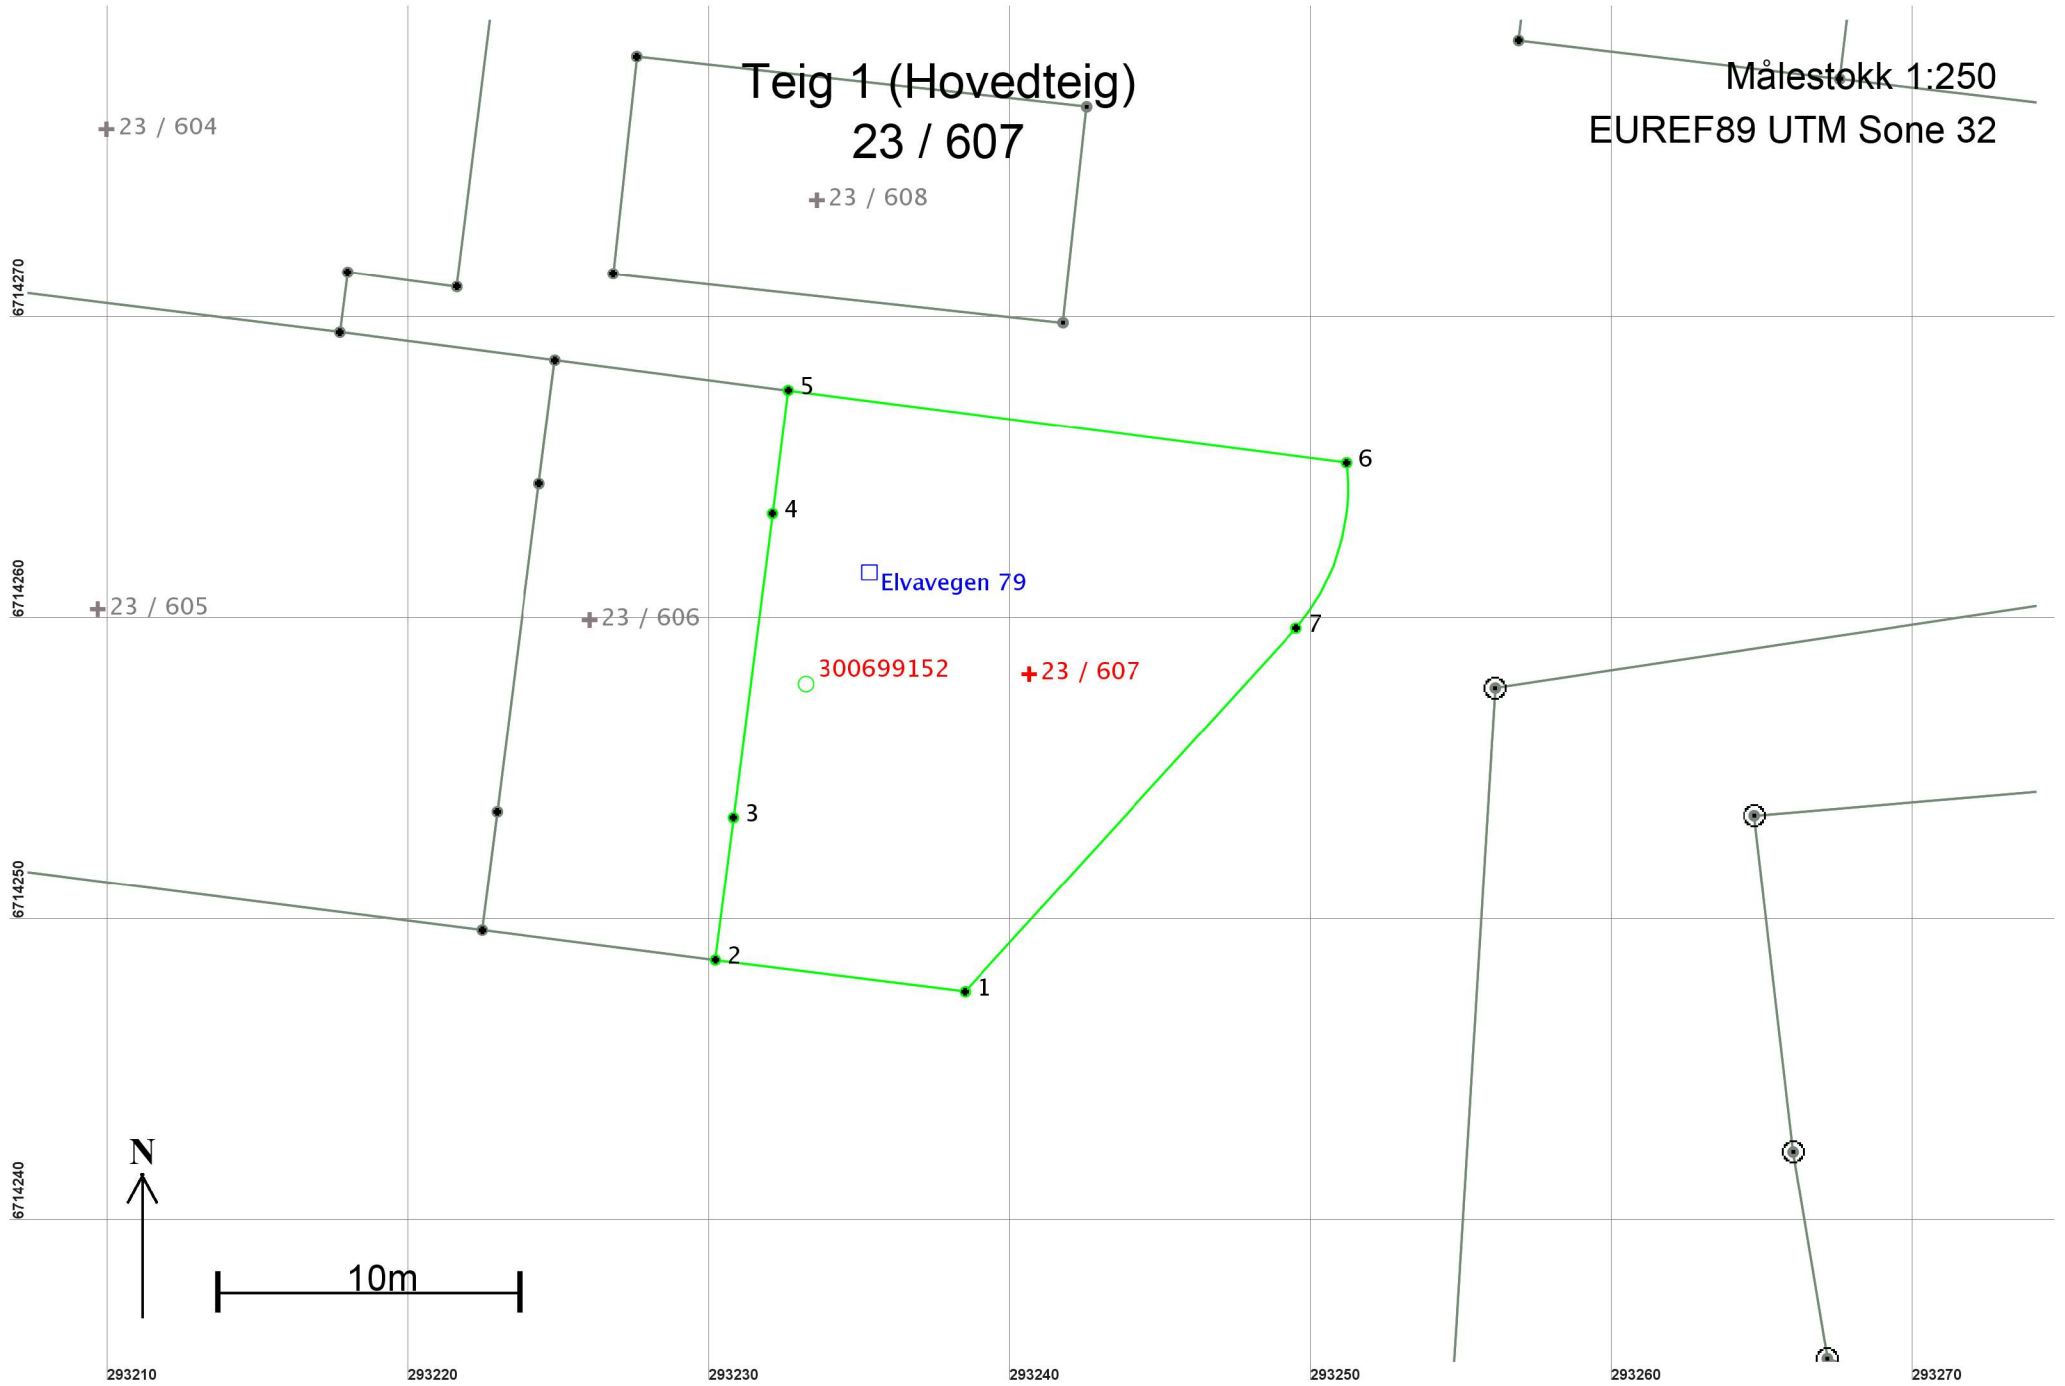 Teig 1 (Hovedteig)
23 / 607
Målestokk 1:250
EUREF89 UTM Sone 32
23 / 604
23 / 608
6714270
5
6
4
Elvavegen 79
6714260
23 / 605
23 / 606
7
300699152
23 / 607
3
6714250
2
1
N
6714240
10m
293210
293220
293230
293240
293250
293260
293270